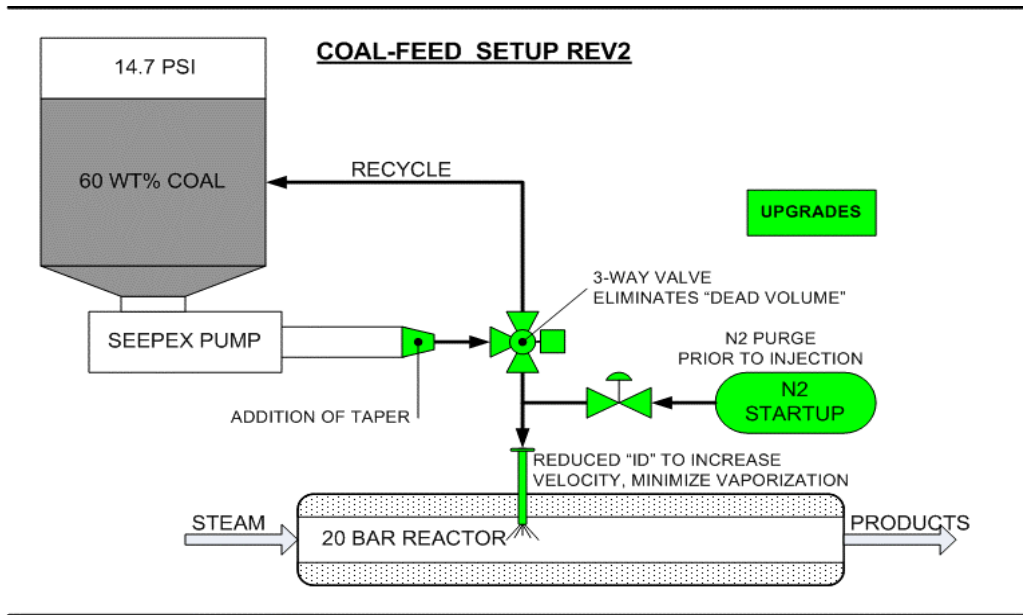 COAL-FEED SETUP REV2
14.7 PSI
60 WT% COAL
RECYCLE
UPGRADES
3-WAY VALVE
ELIMINATES “DEAD VOLUME”
SEEPEX PUMP
N2 PURGE
PRIOR TO INJECTION
N2
STARTUP
ADDITION OF TAPER
REDUCED “ID” TO INCREASE
VELOCITY, MINIMIZE VAPORIZATION
STEAM
20 BAR REACTOR
PRODUCTS